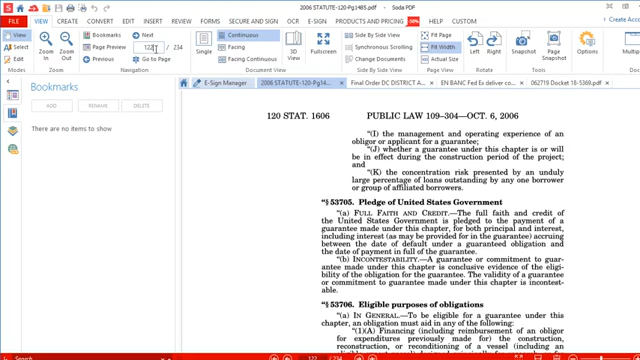 2006 STATUTE-120-Pg1485.pdf - Soda PDF
FILE VIEW CREATE CONVERT EDIT INSERT REVIEW FORMS SECURE AND SIGN OCR E-SIGN PRODUCTS AND PRICING -50% FOLLOW
View
Select
Edit
Zoom In
Zoom Out
Bookmarks
Page Preview
Previous
Next
122 / 234
Go to Page
Navigation
Continuous
Facing
Facing Continuous
Document View
Fullscreen
Side By Side View
Synchronous Scrolling
Compare Document
Side By Side View
Fit Page
Fit Width
Actual Size
Left
Right
Snapshot
Tools
Options
E-Sign Manager
2006 STATUTE-120-Pg1485.pdf
Final Order DC DISTRICT A
EN BANC Fed Ex deliver co
062719 Docket 18-5369.pdf
Bookmarks
ADD RENAME DELETE
There are no items to show
120 STAT. 1606 PUBLIC LAW 109–304—OCT. 6, 2006
"(I) the management and operating experience of an
obligor or applicant for a guarantee;
"(J) whether a guarantee under this chapter is or will
be in effect during the construction period of the project;
and
"(K) the concentration risk presented by an unduly
large percentage of loans outstanding by any one borrower
or group of affiliated borrowers.
"§ 53705. Pledge of United States Government
"(a) FULL FAITH AND CREDIT.—The full faith and credit of
the United States Government is pledged to the payment of a
guarantee made under this chapter, for both principal and interest,
including interest (as may be provided for in the guarantee) accruing
between the date of default under a guaranteed obligation and
the date of payment in full of the guarantee.
"(b) INCONTESTABILITY.—A guarantee or commitment to guar-
antee made under this chapter is conclusive evidence of the eligi-
bility of the obligation for the guarantee. The validity of a guarantee
or commitment to guarantee made under this chapter is incontest-
able.
"§ 53706. Eligible purposes of obligations
"(a) IN GENERAL.—To be eligible for a guarantee under this
chapter, an obligation must aid in any of the following:
"(1)(A) Financing (including reimbursement of an obligor
for expenditures previously made for) the construction,
reconstruction, or reconditioning of a vessel (including an
Search
122